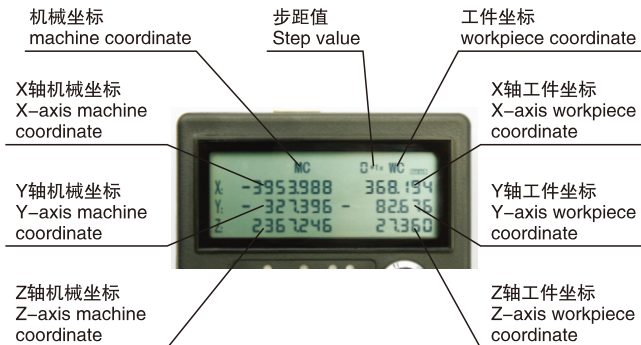 机械坐标
machine coordinate
步距值
Step value
工件坐标
workpiece coordinate
X轴机械坐标
X-axis machine
coordinate
X轴工件坐标
X-axis workpiece
coordinate
MC
WC
X: -3953.988 368.194
Y: - 327.396 - 82.636
Z: 2367.246 27.360
Y轴机械坐标
Y-axis machine
coordinate
Y轴工件坐标
Y-axis workpiece
coordinate
Z轴机械坐标
Z-axis machine
coordinate
Z轴工件坐标
Z-axis workpiece
coordinate